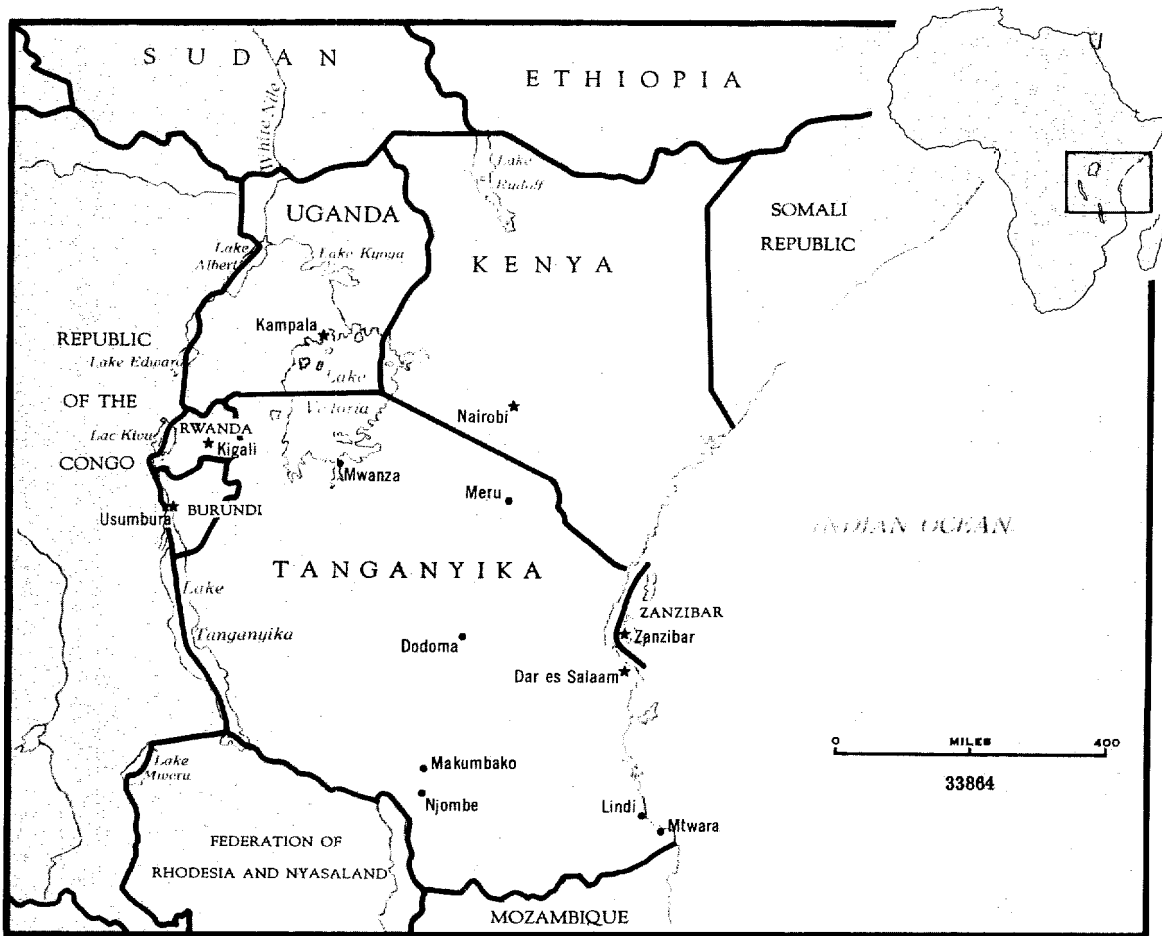 SUDAN
ETHIOPIA
White Nile
Lake
Rudolf
UGANDA
SOMALI
REPUBLIC
Lake
Albert
Lake Kyoga
KENYA
Kampala
REPUBLIC
Lake Edward
Lake
Victoria
OF THE
Nairobi
Lac Kivu
RWANDA
Kigali
CONGO
Mwanza
Meru
Usumbura
BURUNDI
INDIAN OCEAN
TANGANYIKA
Lake
Tanganyika
ZANZIBAR
Zanzibar
Dodoma
Dar es Salaam
0 MILES 400
33864
Lake
Mweru
Makumbako
Njombe
Lindi
Mtwara
FEDERATION OF
RHODESIA AND NYASALAND
MOZAMBIQUE